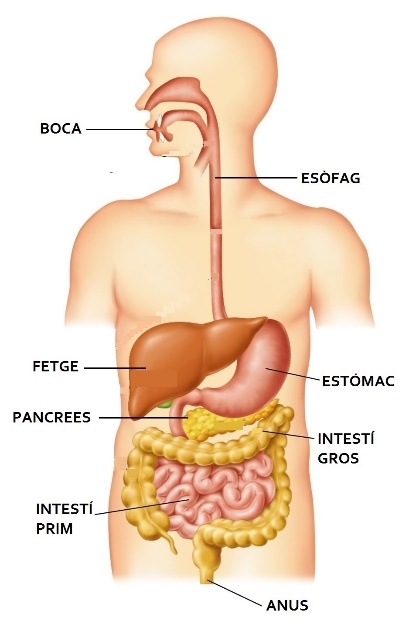 BOCA
ESÒFAG
FETGE
ESTÓMAC
PANCREES
INTESTÍ
GROS
INTESTÍ
PRIM
ANUS